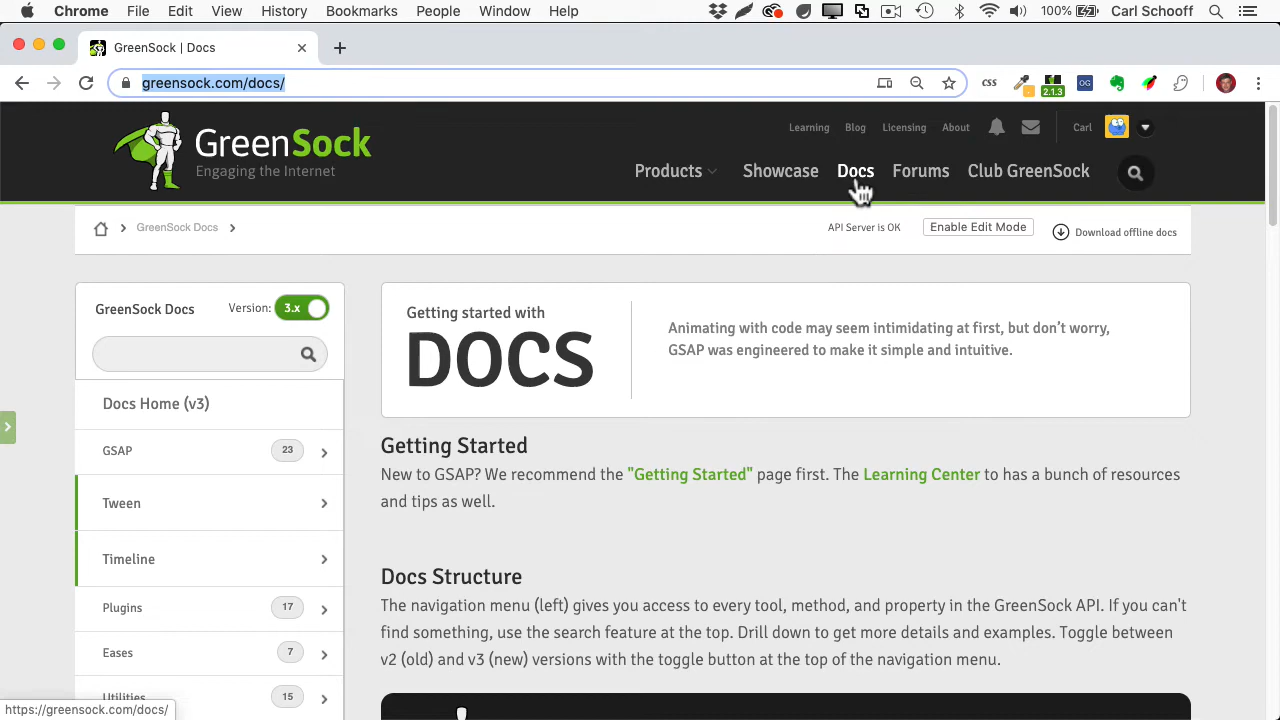 Chrome File Edit View History Bookmarks People Window Help 100% Carl Schooff
GreenSock | Docs
greensock.com/docs/
CSS 2.1.3 OG
GreenSock
Engaging the Internet
Learning Blog Licensing About Carl
Products Showcase Docs Forums Club GreenSock
GreenSock Docs
API Server is OK Enable Edit Mode Download offline docs
GreenSock Docs Version: 3.x
Docs Home (v3)
GSAP 23
Tween
Timeline
Plugins 17
Eases 7
Utilities 15
Getting started with
DOCS
Animating with code may seem intimidating at first, but don't worry,
GSAP was engineered to make it simple and intuitive.
Getting Started
New to GSAP? We recommend the "Getting Started" page first. The Learning Center to has a bunch of resources
and tips as well.
Docs Structure
The navigation menu (left) gives you access to every tool, method, and property in the GreenSock API. If you can't
find something, use the search feature at the top. Drill down to get more details and examples. Toggle between
v2 (old) and v3 (new) versions with the toggle button at the top of the navigation menu.
https://greensock.com/docs/